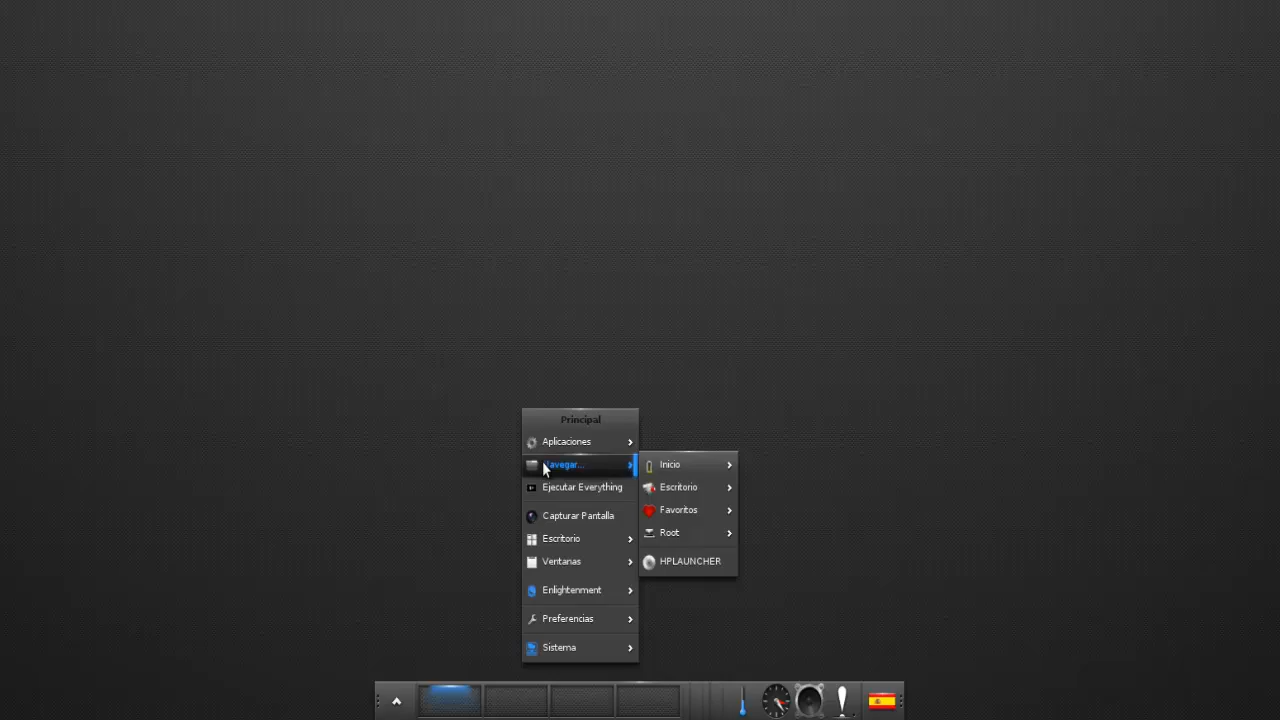 Principal
Aplicaciones
Navegar...
Ejecutar Everything
Capturar Pantalla
Escritorio
Ventanas
Enlightenment
Preferencias
Sistema
Inicio
Escritorio
Favoritos
Root
HPLAUNCHER